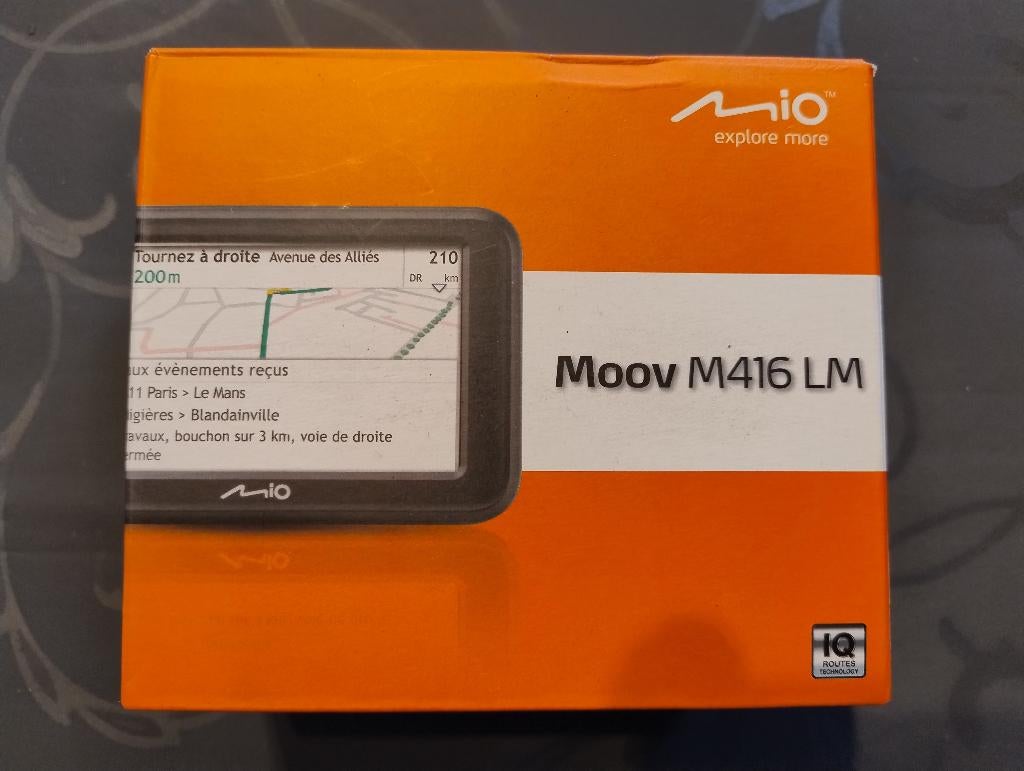 MiO™
explore more
Tournez à droite Avenue des Alliés 210
200m DR km
aux évènements reçus
11 Paris > Le Mans
igières > Blandainville
avaux, bouchon sur 3 km, voie de droite
ermée
MiO
Moov M416 LM
IQ
ROUTES
TECHNOLOGY